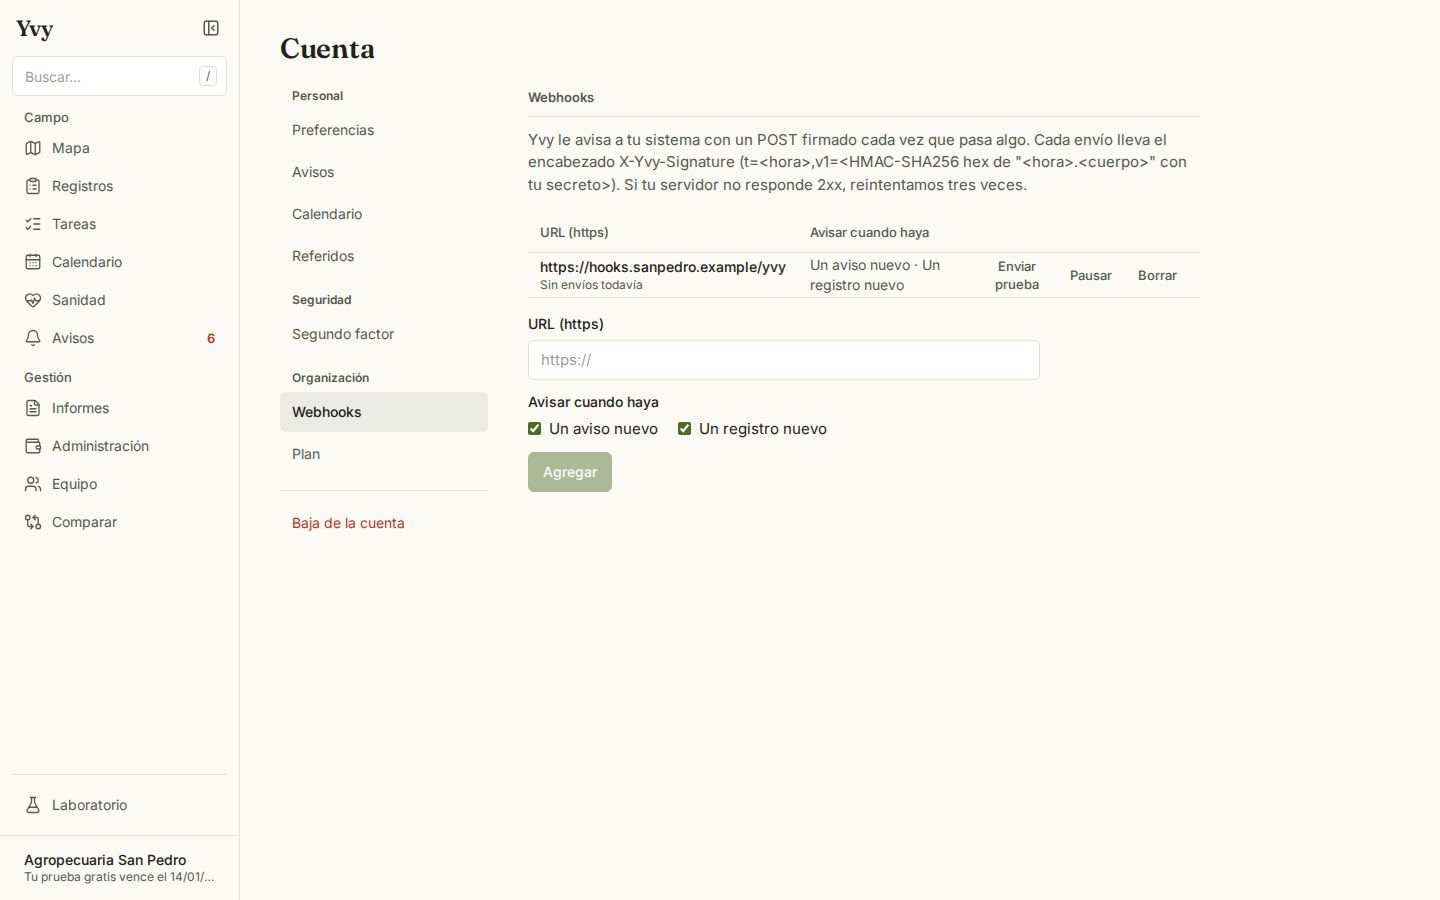 Yvy
Buscar...
/
Campo
Mapa
Registros
Tareas
Calendario
Sanidad
Avisos
6
Gestión
Informes
Administración
Equipo
Comparar
Laboratorio
Agropecuaria San Pedro
Tu prueba gratis vence el 14/01/...
Cuenta
Personal
Preferencias
Avisos
Calendario
Referidos
Seguridad
Segundo factor
Organización
Webhooks
Plan
Baja de la cuenta
Webhooks
Yvy le avisa a tu sistema con un POST firmado cada vez que pasa algo. Cada envío lleva el
encabezado X-Yvy-Signature (t=<hora>,v1=<HMAC-SHA256 hex de "<hora>.<cuerpo>" con
tu secreto>). Si tu servidor no responde 2xx, reintentamos tres veces.
URL (https)
Avisar cuando haya
https://hooks.sanpedro.example/yvy
Sin envíos todavía
Un aviso nuevo · Un
registro nuevo
Enviar
prueba
Pausar
Borrar
URL (https)
https://
Avisar cuando haya
Un aviso nuevo
Un registro nuevo
Agregar